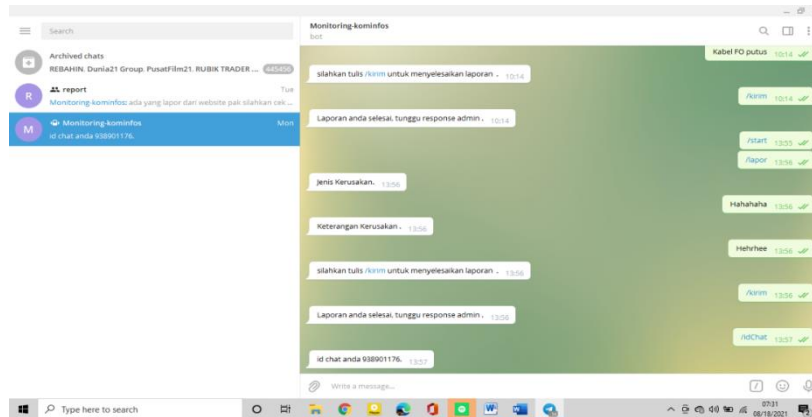 Search
Archived chats
REBAHIN, Dunia21 Group, PusatFilm21, RUBIK TRADER ...
report
Tue
Monitoring-kominfos: ada yang lapor dari website pak silahkan cek ...
Monitoring-kominfos
Mon
id chat anda 938901176.
R
M
Monitoring-kominfos
bot
Kabel FO putus 10:14
silahkan tulis /kirim untuk menyelesaikan laporan . 10:14
/kirim 10:14
Laporan anda selesai, tunggu response admin . 10:14
/start 13:55
/lapor 13:56
Jenis Kerusakan. 13:56
Hahahaha 13:56
Keterangan Kerusakan . 13:56
Hehrhee 13:56
silahkan tulis /kirim untuk menyelesaikan laporan . 13:56
/kirim 13:56
Laporan anda selesai, tunggu response admin . 13:56
/idChat 13:57
id chat anda 938901176. 13:57
Write a message...
Type here to search
07:31
08/18/2021